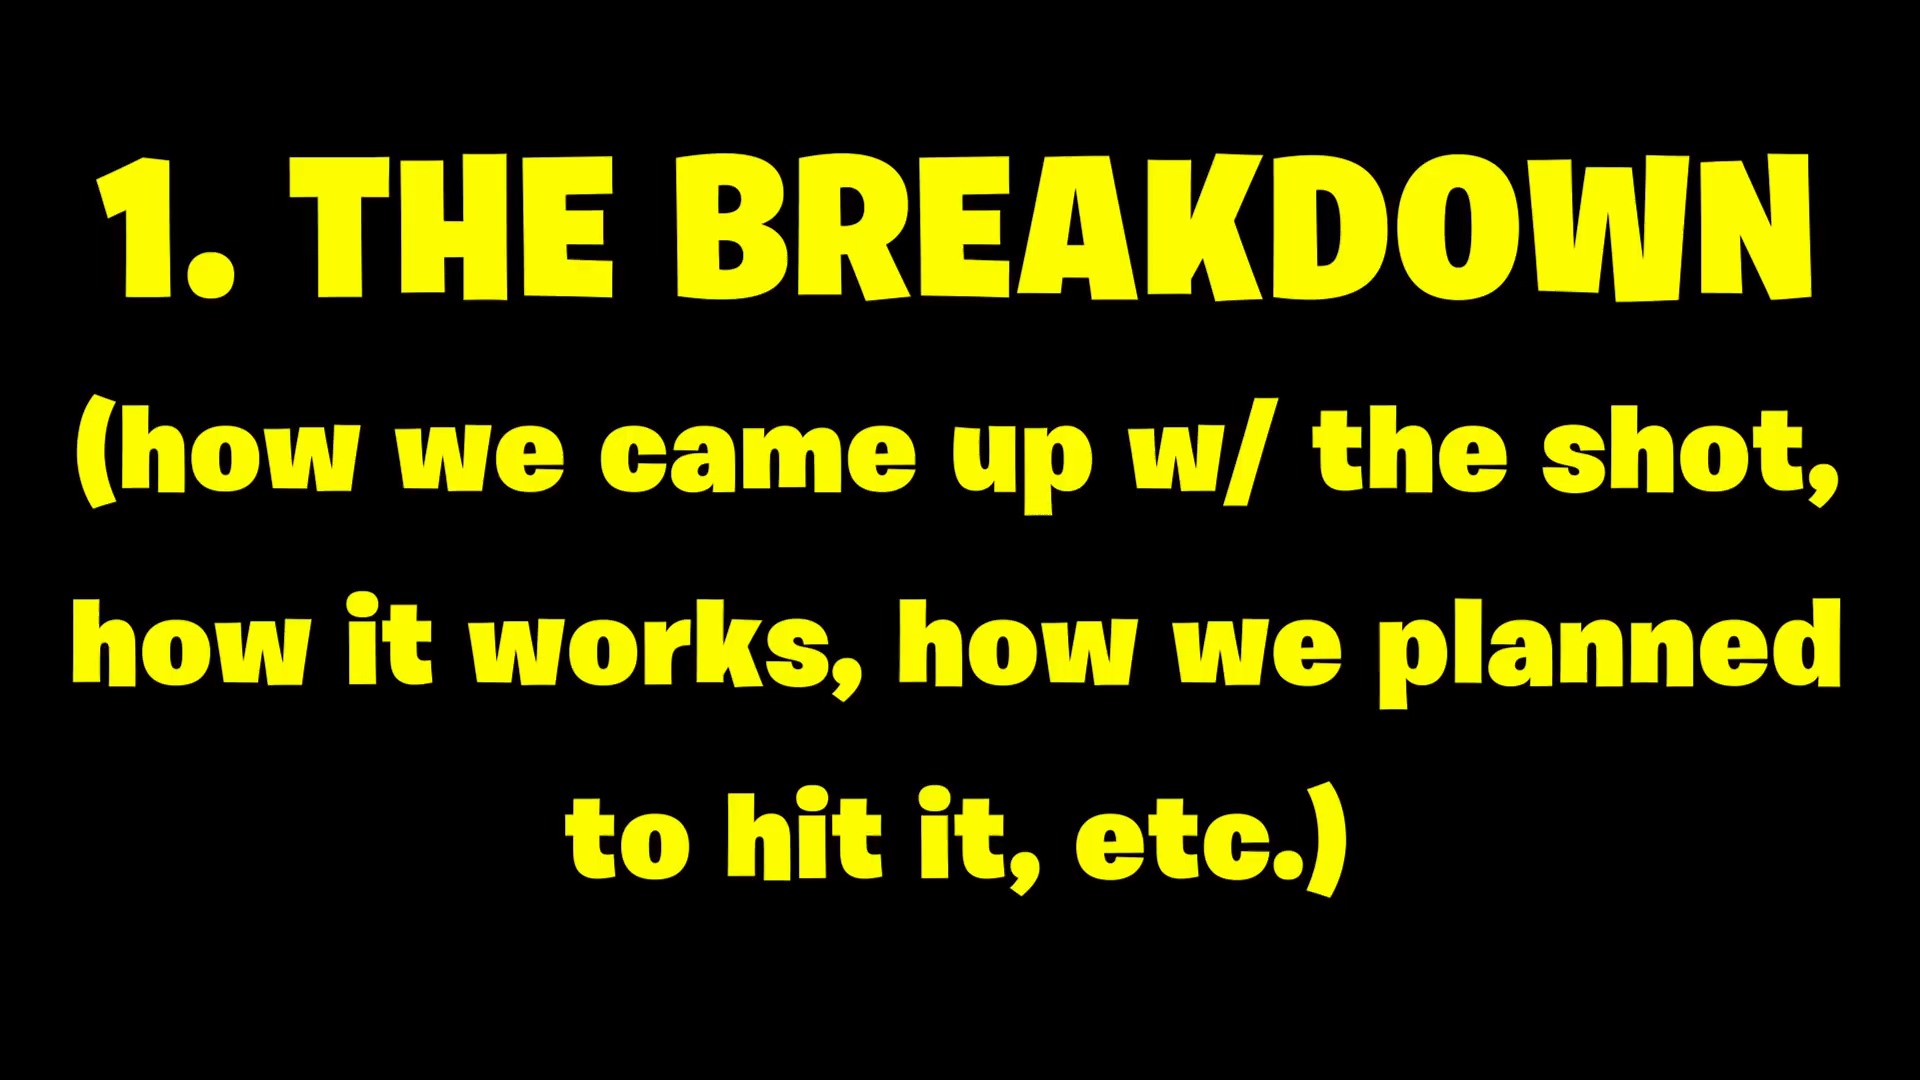 1. THE BREAKDOWN
(how we came up w/ the shot,
how it works, how we planned
to hit it, etc.)